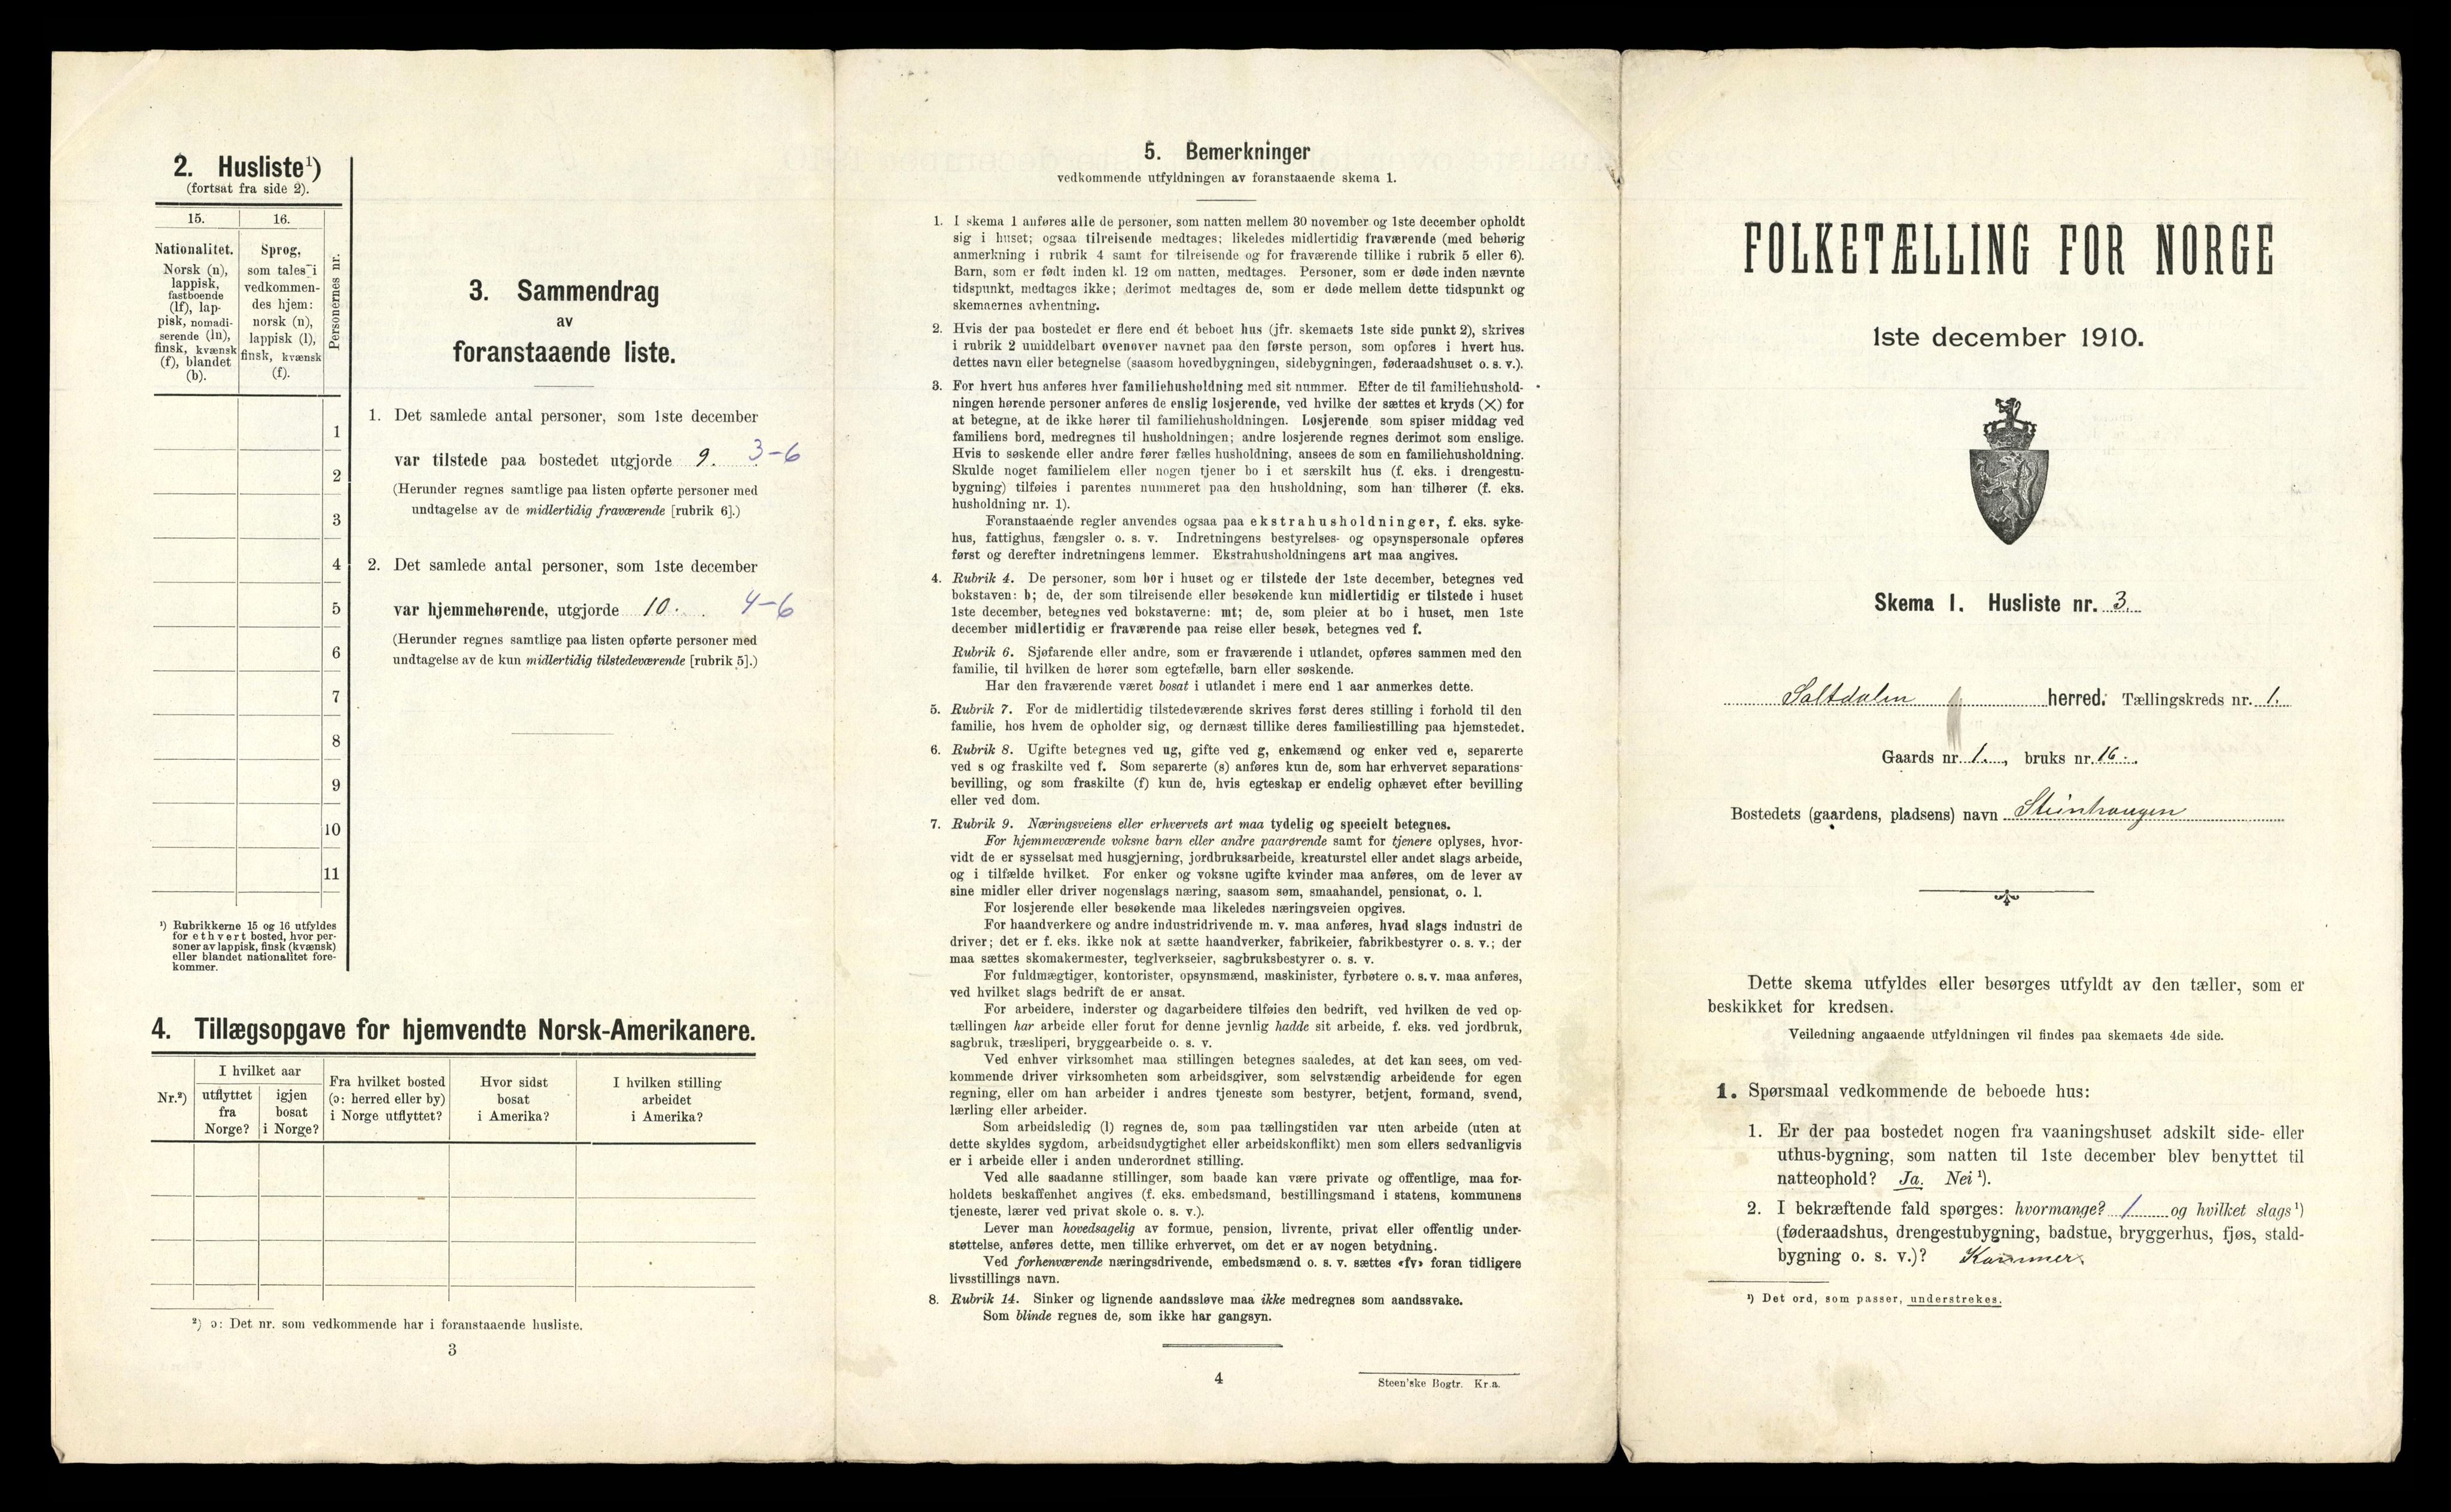 2. Husliste¹)
(fortsat fra side 2).
15.
16.
Nationalitet.
Norsk (n),
lappisk,
fastboende
(lf), lap-
pisk, nomadi-
serende (ln),
finsk, kvænsk
(f), blandet
(b).
Sprog,
som tales i
vedkommen-
des hjem:
norsk (n),
lappisk (l),
finsk, kvænsk
(f).
Personernes nr.
1
2
3
4
5
6
7
8
9
10
11
¹) Rubrikkerne 15 og 16 utfyldes
for ethvert bosted, hvor per-
soner av lappisk, finsk (kvænsk)
eller blandet nationalitet fore-
kommer.
3. Sammendrag
av
foranstaaende liste.
1. Det samlede antal personer, som 1ste december
var tilstede paa bostedet utgjorde 9. 3-6
(Herunder regnes samtlige paa listen opførte personer med
undtagelse av de midlertidig fraværende [rubrik 6].)
2. Det samlede antal personer, som 1ste december
var hjemmehørende, utgjorde 10. 4-6
(Herunder regnes samtlige paa listen opførte personer med
undtagelse av de kun midlertidig tilstedeværende [rubrik 5].)
4. Tillægsopgave for hjemvendte Norsk-Amerikanere.
Nr.²)
I hvilket aar
utflyttet
fra
Norge?
igjen
bosat
i Norge?
Fra hvilket bosted
(ɔ: herred eller by)
i Norge utflyttet?
Hvor sidst
bosat
i Amerika?
I hvilken stilling
arbeidet
i Amerika?
²) ɔ: Det nr. som vedkommende har i foranstaaende husliste.
3
5. Bemerkninger
vedkommende utfyldningen av foranstaaende skema 1.
1. I skema 1 anføres alle de personer, som natten mellem 30 november og 1ste december opholdt
sig i huset; ogsaa tilreisende medtages; likeledes midlertidig fraværende (med behørig
anmerkning i rubrik 4 samt for tilreisende og for fraværende tillike i rubrik 5 eller 6).
Barn, som er født inden kl. 12 om natten, medtages. Personer, som er døde inden nævnte
tidspunkt, medtages ikke; derimot medtages de, som er døde mellem dette tidspunkt og
skemaernes avhentning.
2. Hvis der paa bostedet er flere end ét beboet hus (jfr. skemaets 1ste side punkt 2), skrives
i rubrik 2 umiddelbart ovenover navnet paa den første person, som opføres i hvert hus.
dettes navn eller betegnelse (saasom hovedbygningen, sidebygningen, føderaadshuset o. s. v.).
3. For hvert hus anføres hver familiehusholdning med sit nummer. Efter de til familiehushold-
ningen hørende personer anføres de enslig losjerende, ved hvilke der sættes et kryds (×) for
at betegne, at de ikke hører til familiehusholdningen. Losjerende som spiser middag ved
familiens bord, medregnes til husholdningen; andre losjerende regnes derimot som enslige.
Hvis to søskende eller andre fører fælles husholdning, ansees de som en familiehusholdning.
Skulde noget familielem eller nogen tjener bo i et særskilt hus (f. eks. i drengestu-
bygning) tilføies i parentes nummeret paa den husholdning, som han tilhører (f. eks.
husholdning nr. 1).
Foranstaaende regler anvendes ogsaa paa ekstrahusholdninger, f. eks. syke-
hus, fattighus, fængsler o. s. v. Indretningens bestyrelses- og opsynspersonale opføres
først og derefter indretningens lemmer. Ekstrahusholdningens art maa angives.
4. Rubrik 4. De personer, som bor i huset og er tilstede der 1ste december, betegnes ved
bokstaven: b; de, der som tilreisende eller besøkende kun midlertidig er tilstede i huset
1ste december, betegnes ved bokstaverne: mt; de, som pleier at bo i huset, men 1ste
december midlertidig er fraværende paa reise eller besøk, betegnes ved f.
Rubrik 6. Sjøfarende eller andre, som er fraværende i utlandet, opføres sammen med den
familie, til hvilken de hører som egtefælle, barn eller søskende.
Har den fraværende været bosat i utlandet i mere end 1 aar anmerkes dette.
5. Rubrik 7. For de midlertidig tilstedeværende skrives først deres stilling i forhold til den
familie, hos hvem de opholder sig, og dernæst tillike deres familiestilling paa hjemstedet.
6. Rubrik 8. Ugifte betegnes ved ug, gifte ved g, enkemænd og enker ved e, separerte
ved s og fraskilte ved f. Som separerte (s) anføres kun de, som har erhvervet separations-
bevilling, og som fraskilte (f) kun de, hvis egteskap er endelig ophævet efter bevilling
eller ved dom.
7. Rubrik 9. Næringsveiens eller erhvervets art maa tydelig og specielt betegnes.
For hjemmeværende voksne barn eller andre paarørende samt for tjenere oplyses, hvor-
vidt de er sysselsat med husgjerning, jordbruksarbeide, kreaturstel eller andet slags arbeide,
og i tilfælde hvilket. For enker og voksne ugifte kvinder maa anføres, om de lever av
sine midler eller driver nogenslags næring, saasom søm, smaahandel, pensionat, o. l.
For losjerende eller besøkende maa likeledes næringsveien opgives.
For haandverkere og andre industridrivende m. v. maa anføres, hvad slags industri de
driver; det er f. eks. ikke nok at sætte haandverker, fabrikeier, fabrikbestyrer o. s. v.; der
maa sættes skomakermester, teglverkseier, sagbruksbestyrer o. s. v.
For fuldmægtiger, kontorister, opsynsmænd, maskinister, fyrbøtere o. s. v. maa anføres,
ved hvilket slags bedrift de er ansat.
For arbeidere, inderster og dagarbeidere tilføies den bedrift, ved hvilken de ved op-
tællingen har arbeide eller forut for denne jevnlig hadde sit arbeide, f. eks. ved jordbruk,
sagbruk, træsliperi, bryggearbeide o. s. v.
Ved enhver virksomhet maa stillingen betegnes saaledes, at det kan sees, om ved-
kommende driver virksomheten som arbeidsgiver, som selvstændig arbeidende for egen
regning, eller om han arbeider i andres tjeneste som bestyrer, betjent, formand, svend,
lærling eller arbeider.
Som arbeidsledig (l) regnes de, som paa tællingstiden var uten arbeide (uten at
dette skyldes sygdom, arbeidsudygtighet eller arbeidskonflikt) men som ellers sedvanligvis
er i arbeide eller i anden underordnet stilling.
Ved alle saadanne stillinger, som baade kan være private og offentlige, maa for-
holdets beskaffenhet angives (f. eks. embedsmand, bestillingsmand i statens, kommunens
tjeneste, lærer ved privat skole o. s. v.).
Lever man hovedsagelig av formue, pension, livrente, privat eller offentlig under-
støttelse, anføres dette, men tillike erhvervet, om det er av nogen betydning.
Ved forhenværende næringsdrivende, embedsmænd o. s. v. sættes «fv» foran tidligere
livsstillings navn.
8. Rubrik 14. Sinker og lignende aandssløve maa ikke medregnes som aandssvake.
Som blinde regnes de, som ikke har gangsyn.
4
Steen'ske Bogtr. Kr.a.
FOLKETÆLLING FOR NORGE
1ste december 1910.
Skema 1. Husliste nr. 3.
Saltdalen herred. Tællingskreds nr. 1.
Gaards nr. 1., bruks nr. 16.
Bostedets (gaardens, pladsens) navn Steinhaugen
Dette skema utfyldes eller besørges utfyldt av den tæller, som er
beskikket for kredsen.
Veiledning angaaende utfyldningen vil findes paa skemaets 4de side.
1. Spørsmaal vedkommende de beboede hus:
1. Er der paa bostedet nogen fra vaaningshuset adskilt side- eller
uthus-bygning, som natten til 1ste december blev benyttet til
natteophold? Ja. Nei ¹).
2. I bekræftende fald spørges: hvormange? 1 og hvilket slags ¹)
(føderaadshus, drengestubygning, badstue, bryggerhus, fjøs, stald-
bygning o. s. v.)? Kammer.
¹) Det ord, som passer, understrekes.